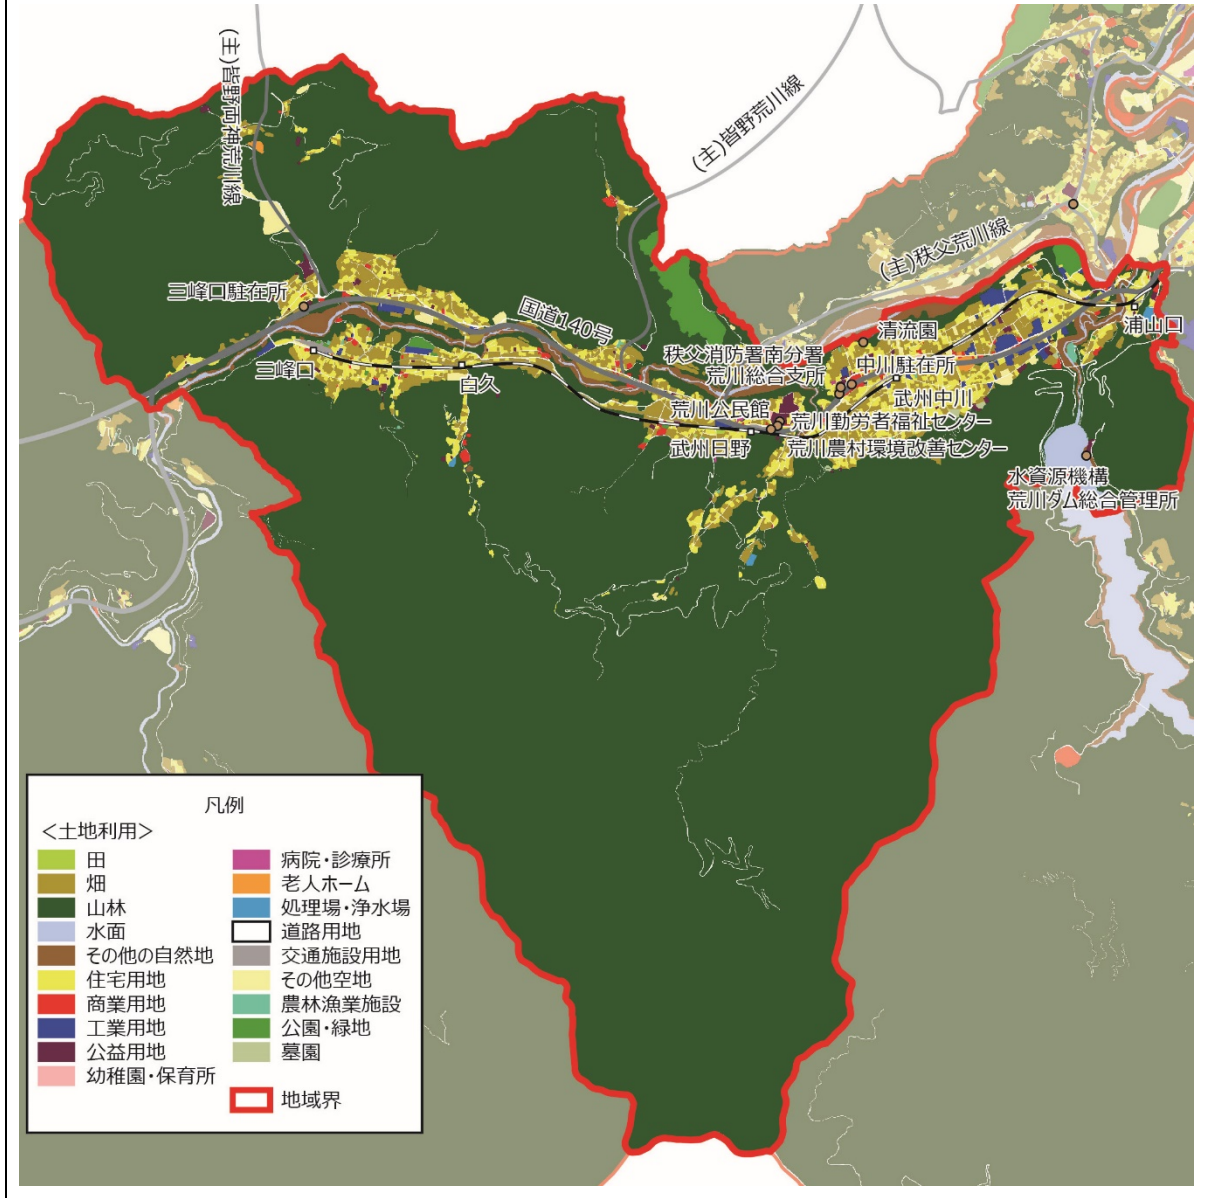 (主)皆野両神荒川線
(主)皆野荒川線
(主)秩父荒川線
三峰口駐在所
国道140号
清流園
浦山口
秩父消防署南分署
中川駐在所
荒川総合支所
三峰口
白久
武州中川
荒川公民館
荒川勤労者福祉センター
武州日野
荒川農村環境改善センター
水資源機構
荒川ダム総合管理所
凡例
＜土地利用＞
田
畑
山林
水面
その他の自然地
住宅用地
商業用地
工業用地
公益用地
幼稚園・保育所
病院・診療所
老人ホーム
処理場・浄水場
道路用地
交通施設用地
その他空地
農林漁業施設
公園・緑地
墓園
地域界